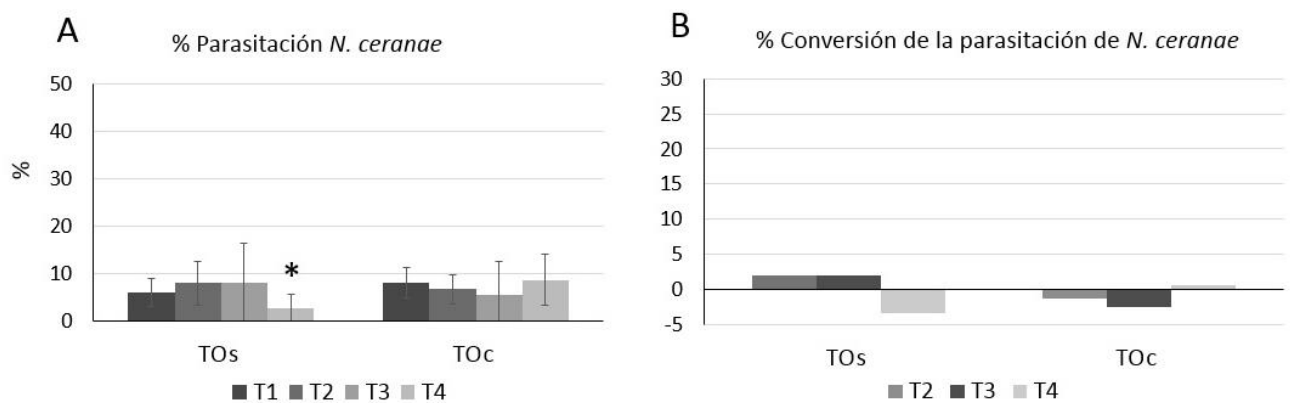 A
% Parasitación N. ceranae
50
40
30
20
10
0
%
*
TOs TOc
T1 T2 T3 T4
B
% Conversión de la parasitación de N. ceranae
30
25
20
15
10
5
0
-5
TOs TOc
T2 T3 T4